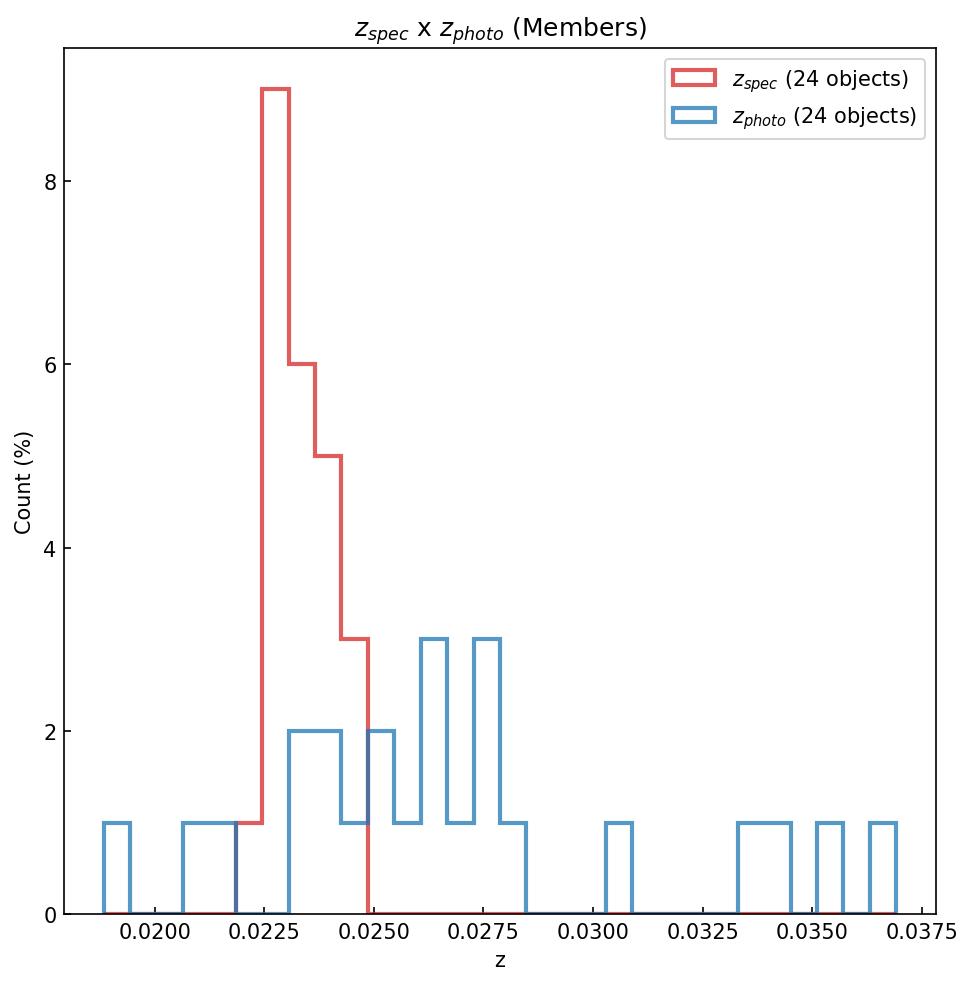 z_spec x z_photo (Members)
z_spec (24 objects)
z_photo (24 objects)
Count (%)
8
6
4
2
0
0.0200 0.0225 0.0250 0.0275 0.0300 0.0325 0.0350 0.0375
z